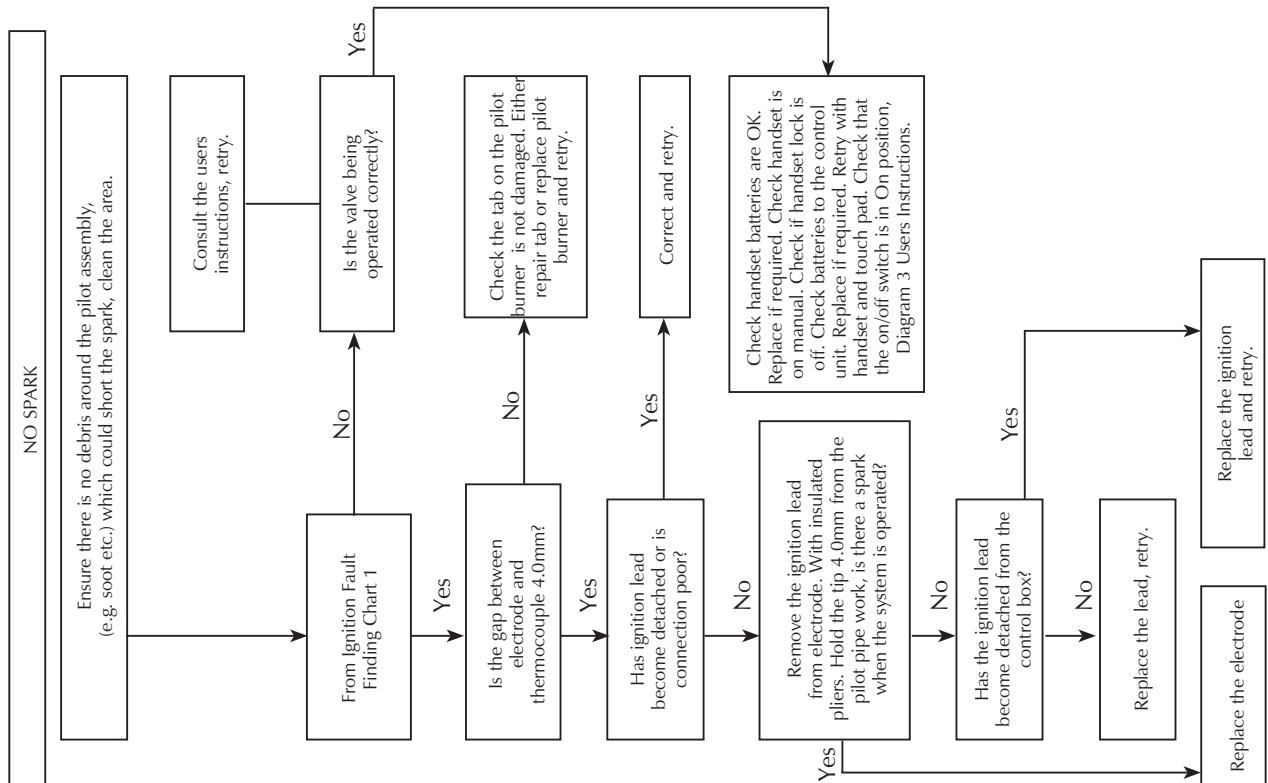 NO SPARK
Ensure there is no debris around the pilot assembly,
(e.g. soot etc.) which could short the spark, clean the area.
Consult the users
instructions, retry.
From Ignition Fault
Finding Chart 1
No
Is the valve being
operated correctly?
Yes
Check handset batteries are OK.
Replace if required. Check handset is
on manual. Check if handset lock is
off. Check batteries to the control
unit. Replace if required. Retry with
handset and touch pad. Check that
the on/off switch is in On position,
Diagram 3 Users Instructions.
Yes
Is the gap between
electrode and
thermocouple 4.0mm?
No
Check the tab on the pilot
burner is not damaged. Either
repair tab or replace pilot
burner and retry.
Yes
Has ignition lead
become detached or is
connection poor?
Yes
Correct and retry.
No
Remove the ignition lead
from electrode. With insulated
pliers. Hold the tip 4.0mm from the
pilot pipe work, is there a spark
when the system is operated?
Yes
Replace the electrode
No
Has the ignition lead
become detached from the
control box?
Yes
Replace the ignition
lead and retry.
No
Replace the lead, retry.